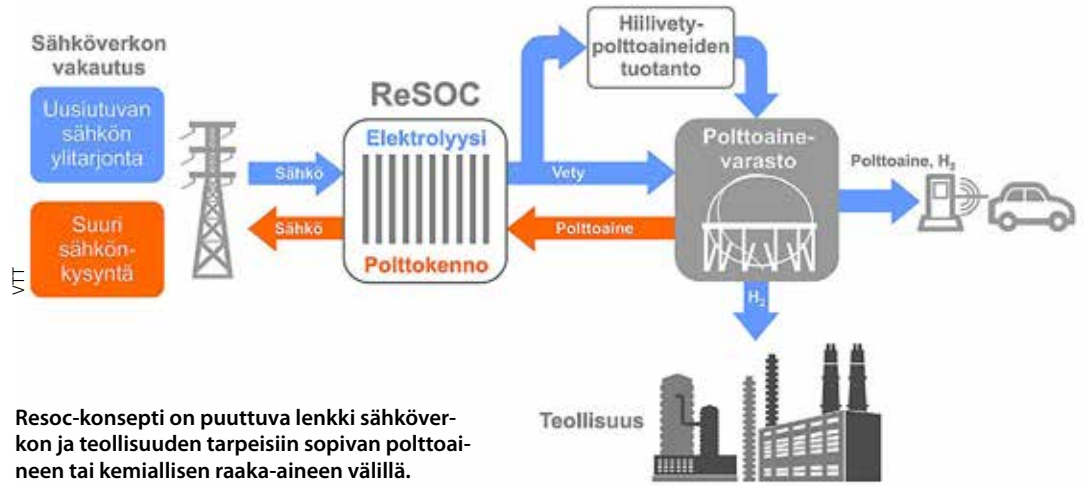 Sähköverkon
vakautus
Uusiutuvan
sähkön
ylitarjonta
Suuri
sähkön-
kysyntä
VTT
Sähkö
Sähkö
ReSOC
Elektrolyysi
Polttokenno
Hiilivety-
polttoaineiden
tuotanto
Vety
Polttoaine
Polttoaine-
varasto
Polttoaine, H₂
H₂
Teollisuus
Resoc-konsepti on puuttuva lenkki sähköver-
kon ja teollisuuden tarpeisiin sopivan polttoai-
neen tai kemiallisen raaka-aineen välillä.